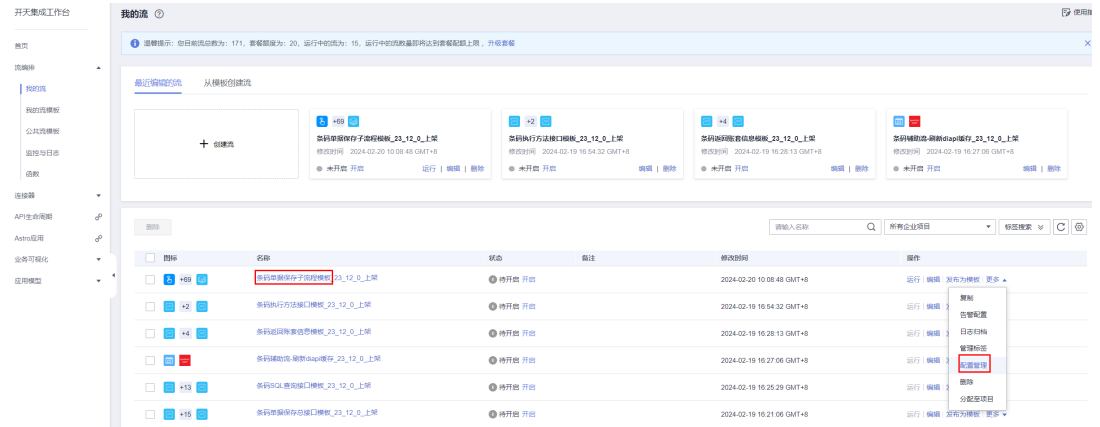 开天集成工作台
我的流
使用指
首页
温馨提示：您目前流总数为：171，套餐额度为：20，运行中的流为：15，运行中的流数量即将达到套餐配额上限，升级套餐
流编排
我的流
我的流模板
公共流模板
监控与日志
函数
连接器
API生命周期
Astro应用
业务可视化
应用模型
最近编辑的流 从模板创建流
创建流
+69
条码单据保存子流程模板_23_12_0_上架
修改时间 2024-02-20 10:08:48 GMT+8
未开启 开启 运行 | 编辑 | 删除
+2
条码执行方法接口模板_23_12_0_上架
修改时间 2024-02-19 16:54:32 GMT+8
未开启 开启 编辑 | 删除
+4
条码返回账套信息模板_23_12_0_上架
修改时间 2024-02-19 16:28:13 GMT+8
未开启 开启 编辑 | 删除
条码辅助流-刷新diapi缓存_23_12_0_上架
修改时间 2024-02-19 16:27:06 GMT+8
未开启 开启 编辑 | 删除
删除 请输入名称 所有企业项目 标签搜索
图标 名称 状态 备注 修改时间 操作
+69 条码单据保存子流程模板_23_12_0_上架 待开启 开启 2024-02-20 10:08:48 GMT+8 运行 | 编辑 | 发布为模板 | 更多
+2 条码执行方法接口模板_23_12_0_上架 待开启 开启 2024-02-19 16:54:32 GMT+8 运行 | 编辑
+4 条码返回账套信息模板_23_12_0_上架 待开启 开启 2024-02-19 16:28:13 GMT+8 运行 | 编辑
条码辅助流-刷新diapi缓存_23_12_0_上架 待开启 开启 2024-02-19 16:27:06 GMT+8 运行 | 编辑
+13 条码SQL查询接口模板_23_12_0_上架 待开启 开启 2024-02-19 16:25:29 GMT+8 运行 | 编辑
+15 条码单据保存总接口模板_23_12_0_上架 待开启 开启 2024-02-19 16:21:06 GMT+8 运行 | 编辑 | 发布为模板 | 更多
复制
告警配置
日志归档
管理标签
配置管理
删除
分配至项目